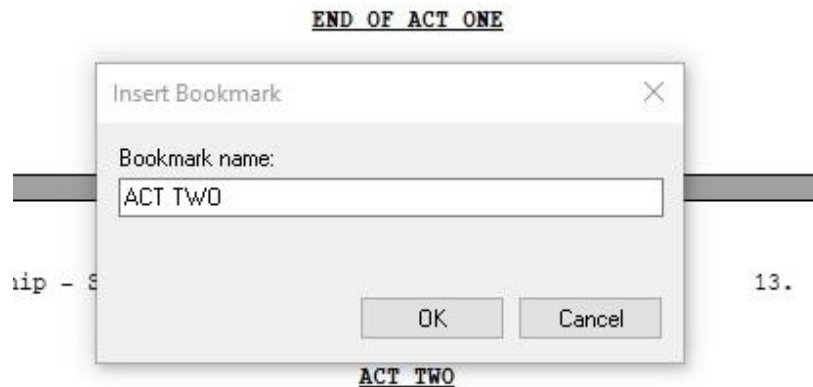 END OF ACT ONE
Insert Bookmark
Bookmark name:
ACT TWO
13.
OK Cancel
ACT TWO